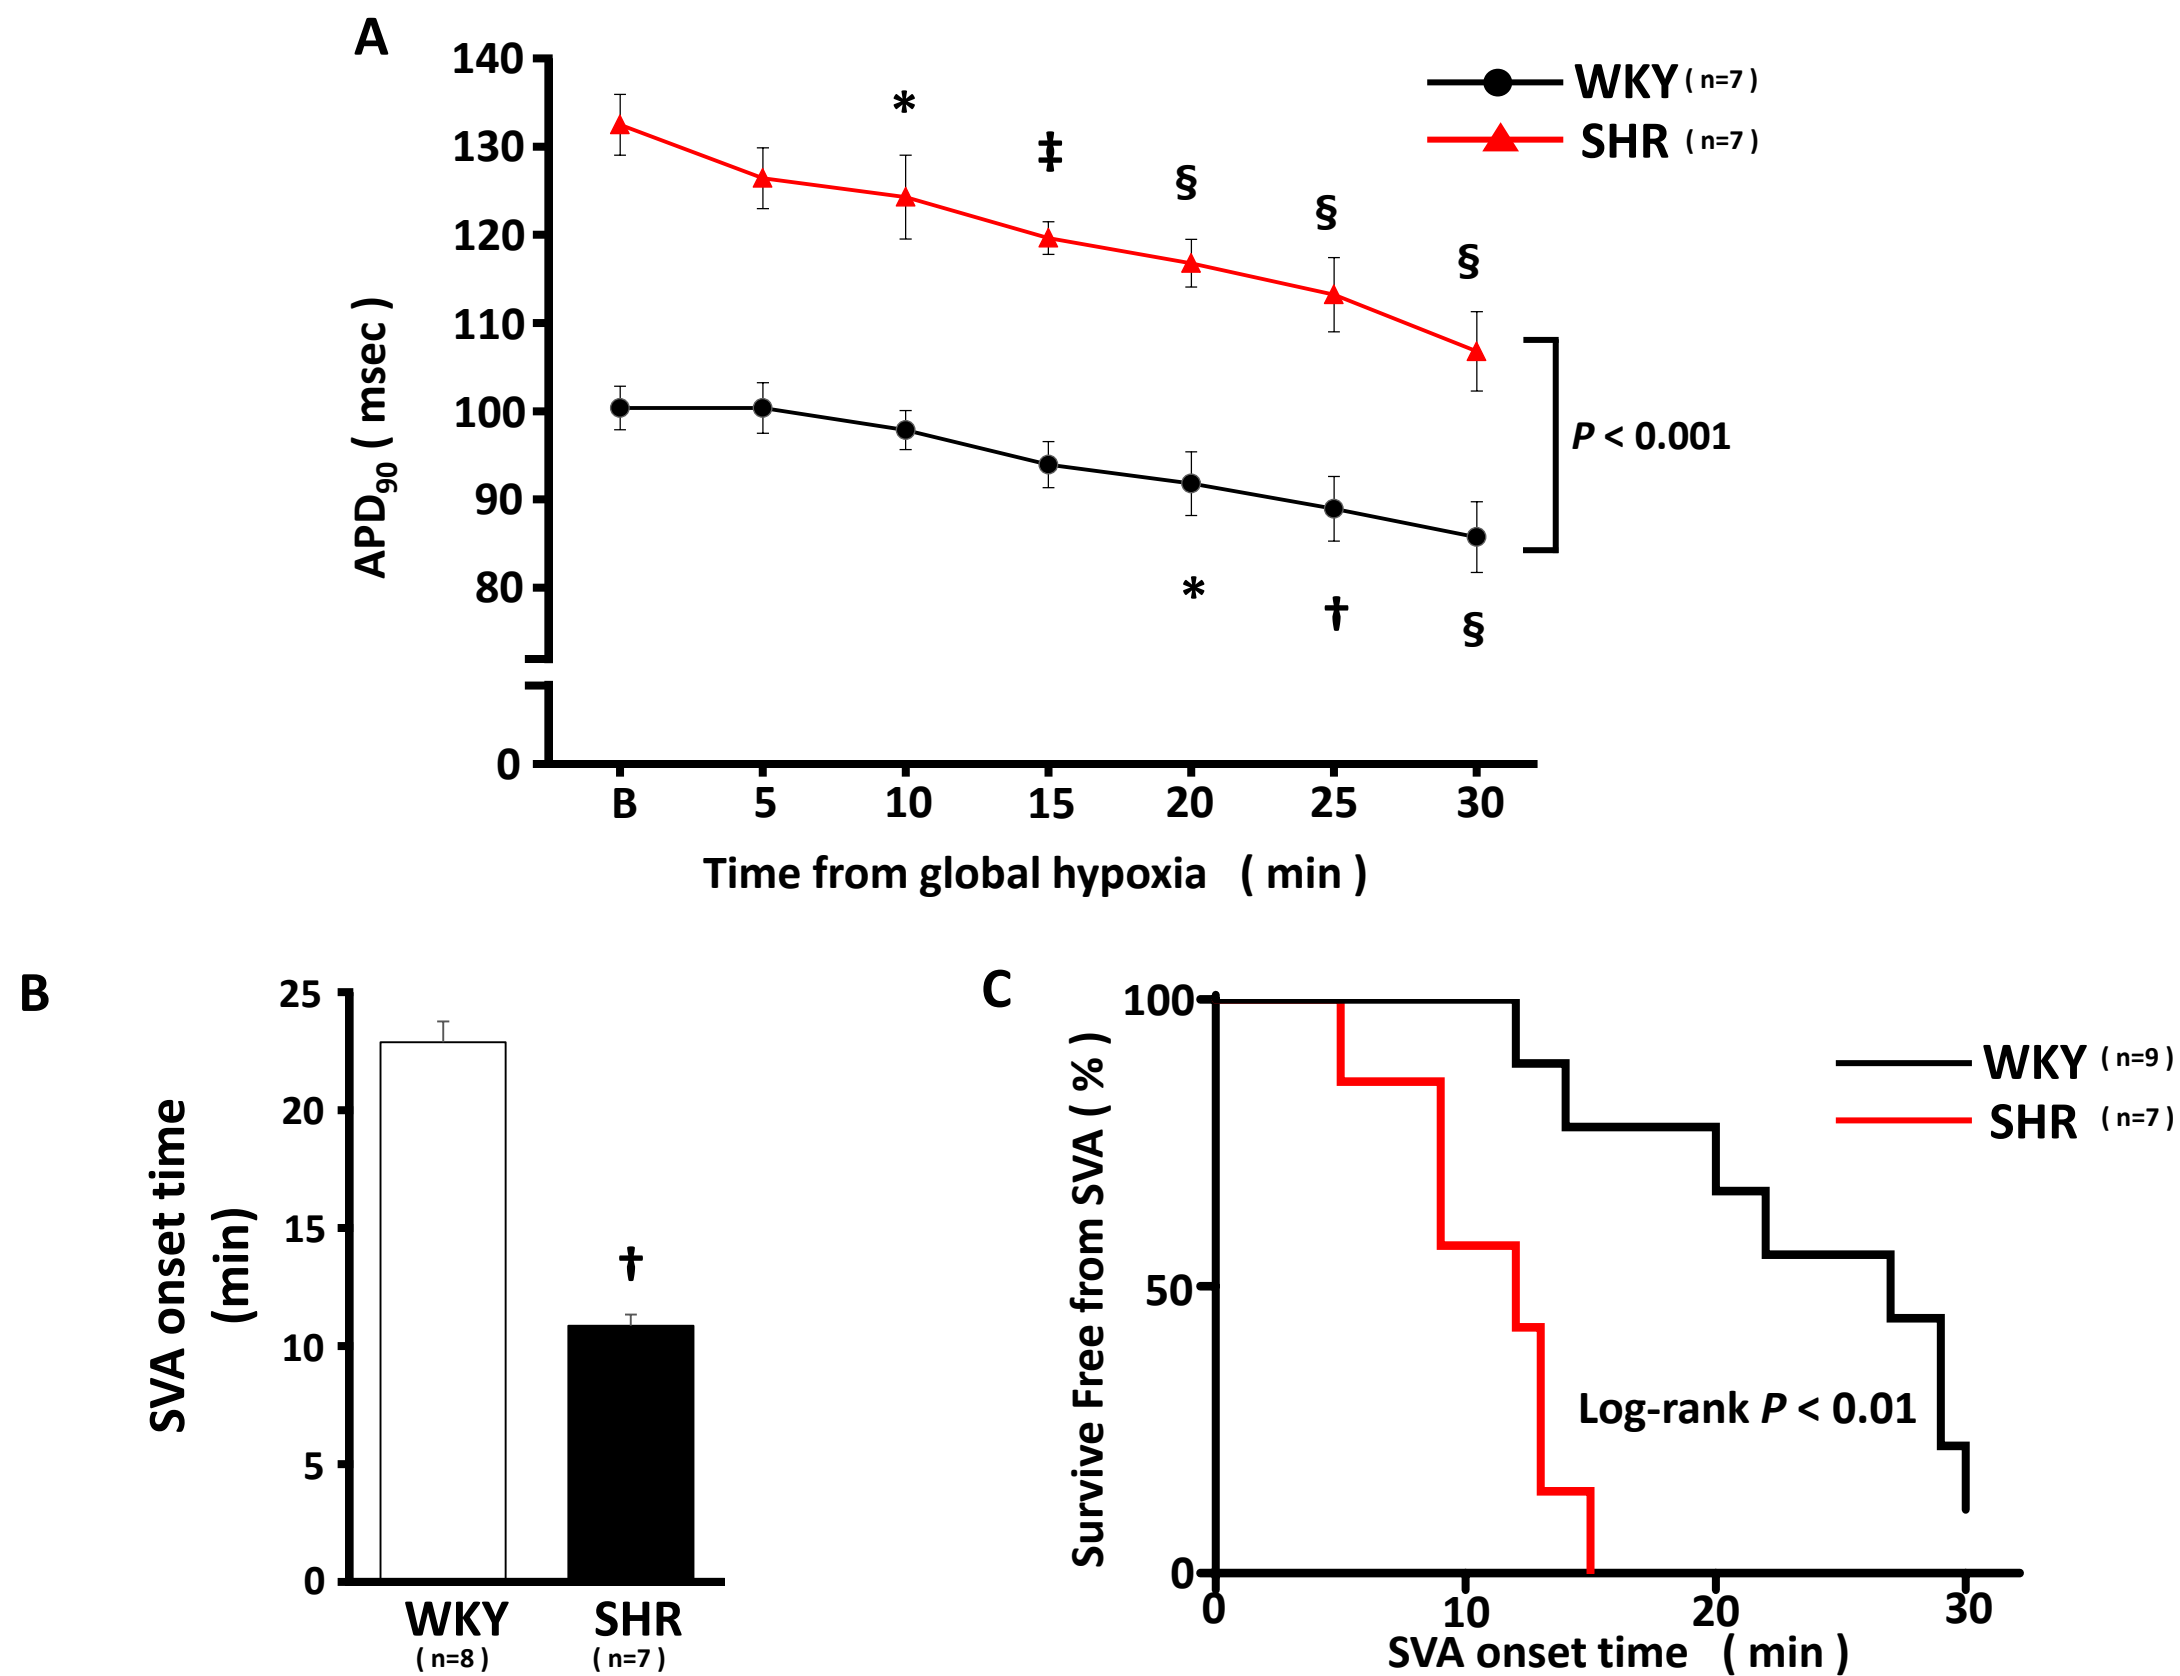 A
140
130
120
110
100
90
80
0
APD90 ( msec )
*
‡
§
§
§
*
†
§
WKY ( n=7 )
SHR ( n=7 )
P < 0.001
B 5 10 15 20 25 30
Time from global hypoxia ( min )
B
25
20
15
10
5
0
SVA onset time
(min)
†
WKY SHR
( n=8 ) ( n=7 )
C
100
50
0
Survive Free from SVA ( % )
WKY ( n=9 )
SHR ( n=7 )
Log-rank P < 0.01
0 10 20 30
SVA onset time ( min )